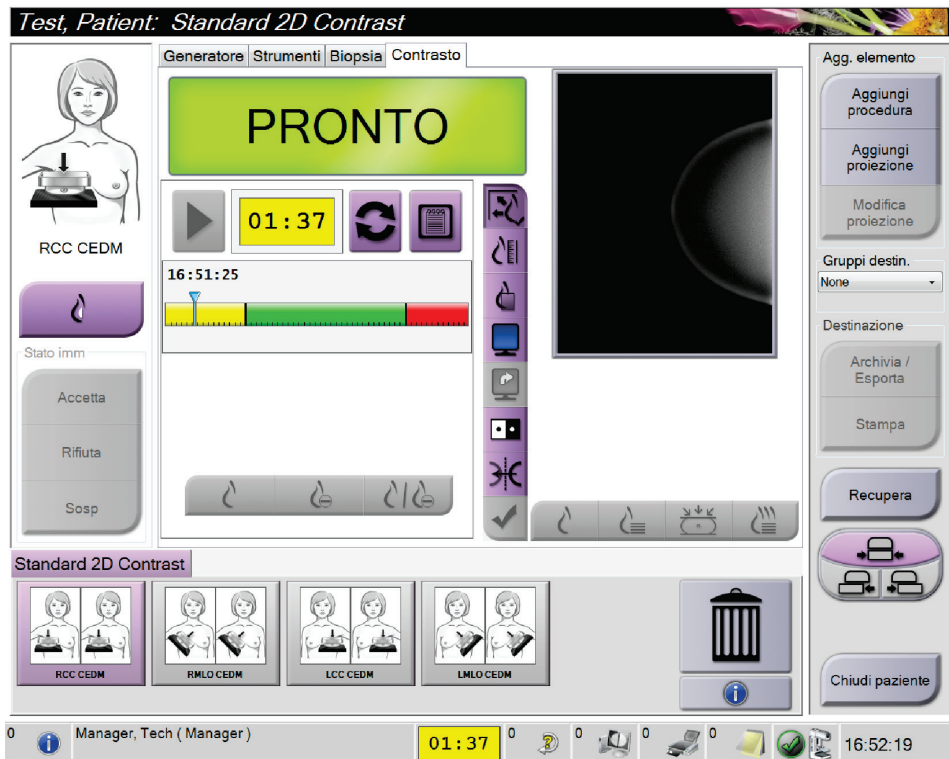 Test, Patient: Standard 2D Contrast
Generatore Strumenti Biopsia Contrasto
RCC CEDM
Stato imm
Accetta
Rifiuta
Sosp
PRONTO
01:37
16:51:25
Agg. elemento
Aggiungi
procedura
Aggiungi
proiezione
Modifica
proiezione
Gruppi destin.
None
Destinazione
Archivia /
Esporta
Stampa
Recupera
Chiudi paziente
Standard 2D Contrast
RCC CEDM
RMLO CEDM
LCC CEDM
LMLO CEDM
0
Manager, Tech ( Manager )
01:37
0
0
0
0
16:52:19